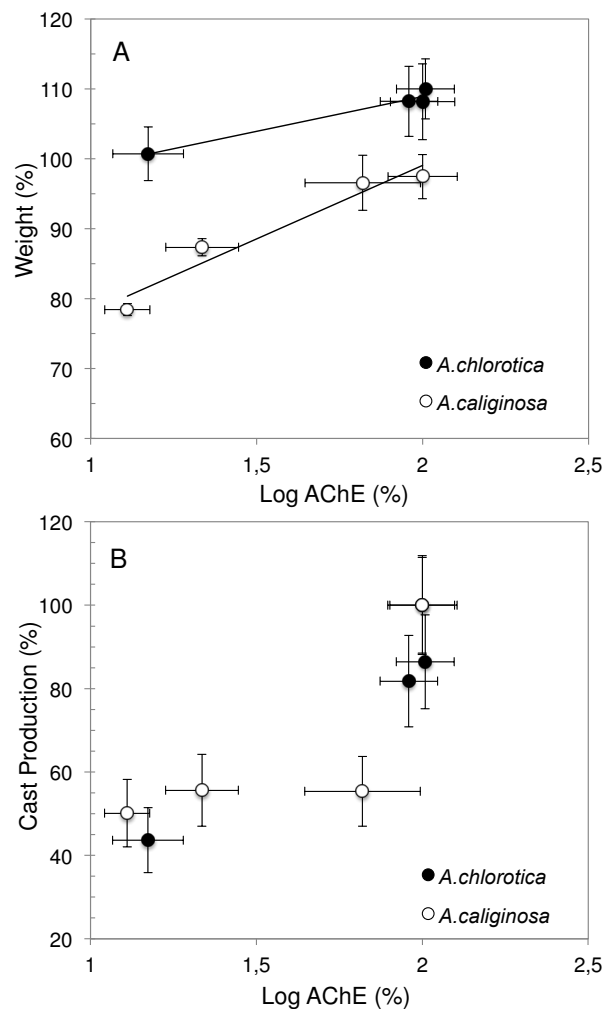 120
A
110
100
90
80
70
60
Weight (%)
A.chlorotica
A.caliginosa
1
1,5
2
2,5
Log AChE (%)
120
B
100
80
60
40
20
Cast Production (%)
A.chlorotica
A.caliginosa
1
1,5
2
2,5
Log AChE (%)